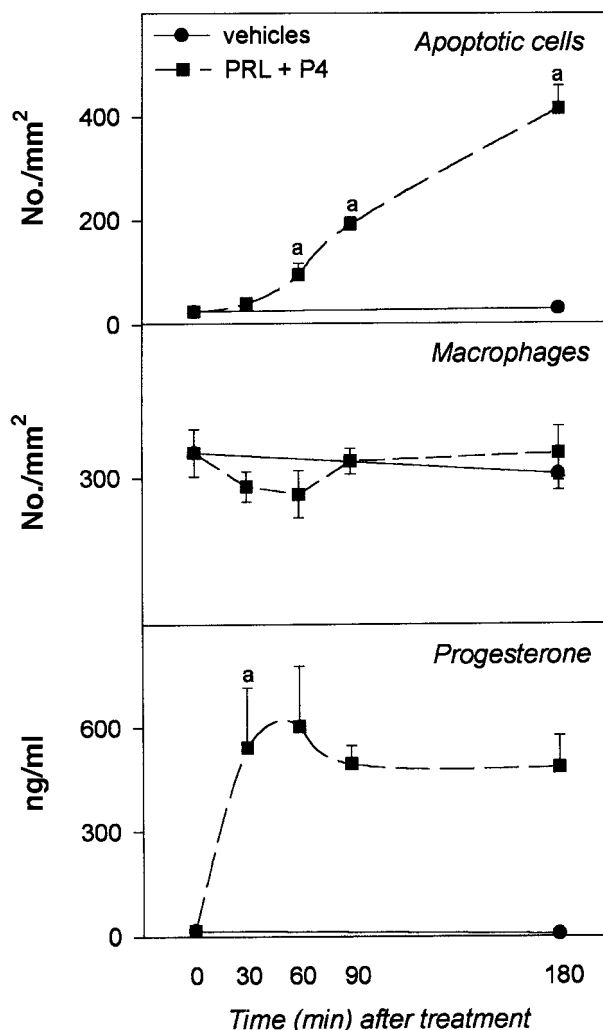 vehicles
PRL + P4
Apoptotic cells
a
a
a
400
200
0
No./mm²
Macrophages
300
No./mm²
Progesterone
a
600
300
0
ng/ml
0 30 60 90 180
Time (min) after treatment